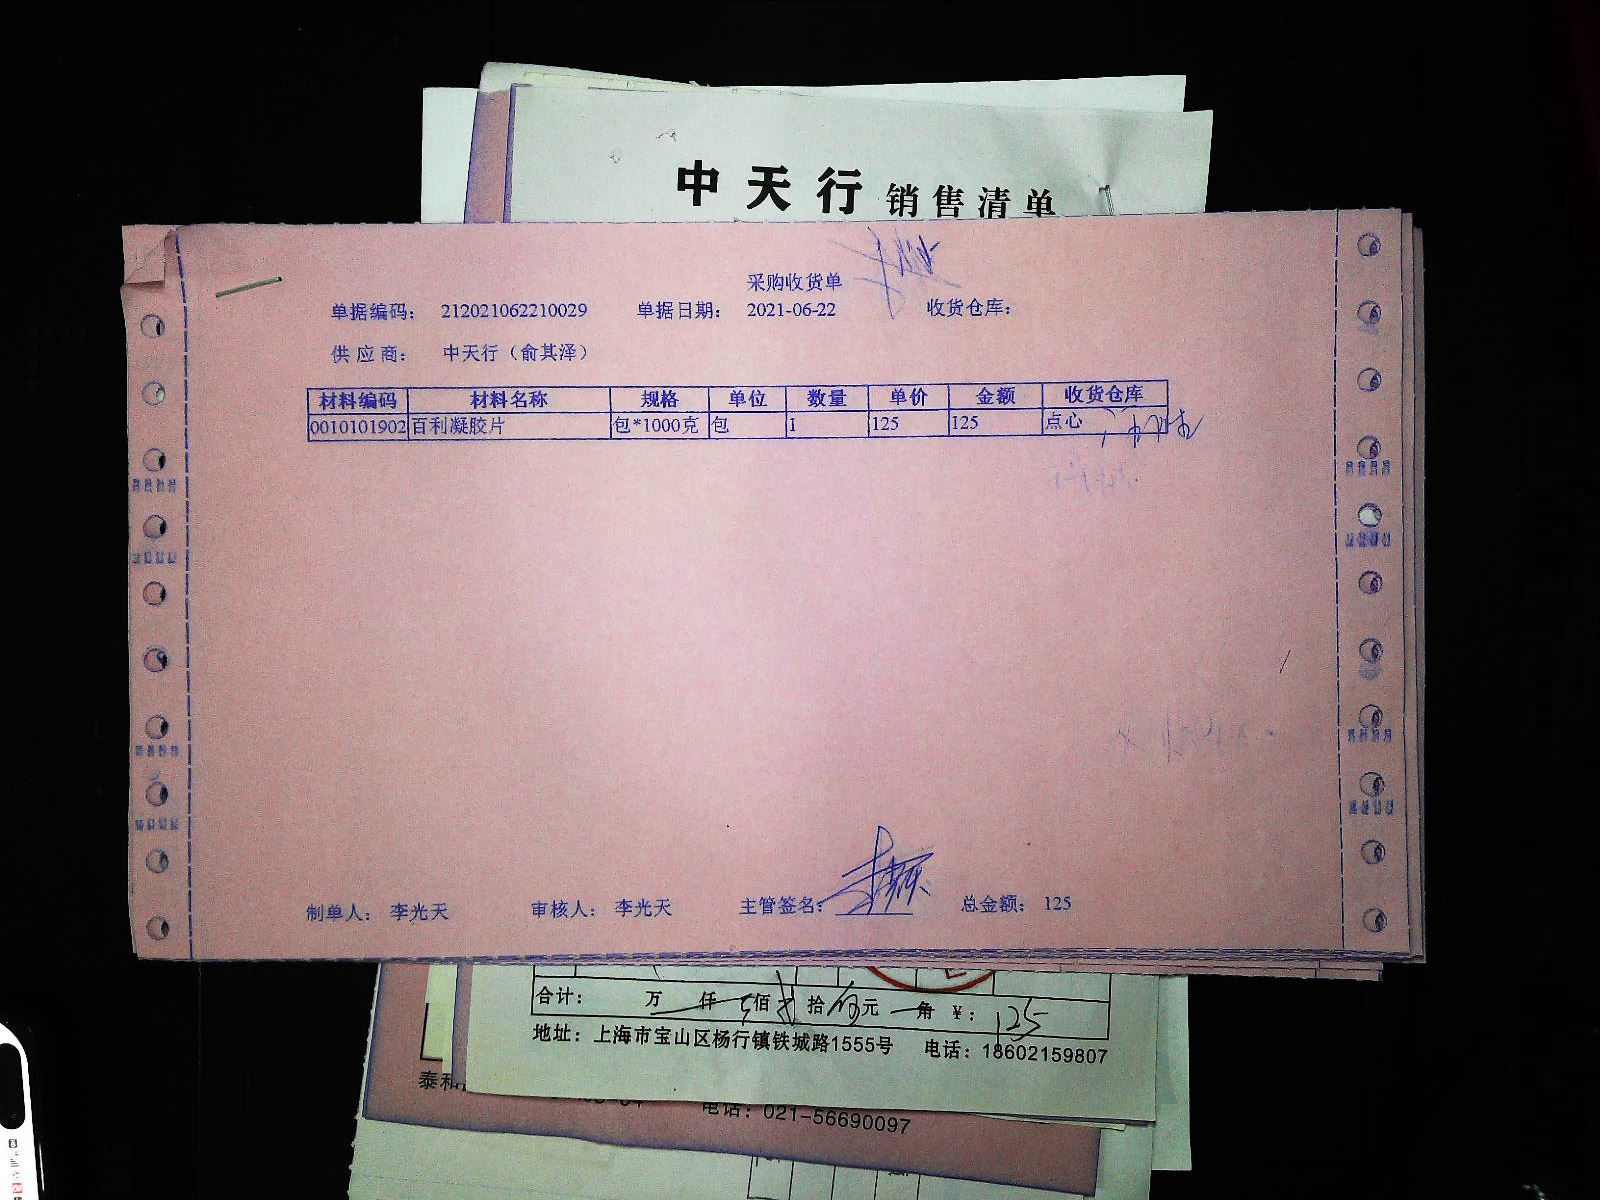 中天行 销售清单
采购收货单
单据编码： 212021062210029 单据日期： 2021-06-22 收货仓库：
供应商： 中天行（俞其泽）
材料编码 材料名称 规格 单位 数量 单价 金额 收货仓库
0010101902 百利凝胶片 包*1000克 包 1 125 125 点心
制单人： 李光天 审核人： 李光天 主管签名： 总金额： 125
合计： 万 仟 佰 拾 元 角 ￥： 125
地址：上海市宝山区杨行镇铁城路1555号 电话：18602159807
泰和
电话：021-56690097